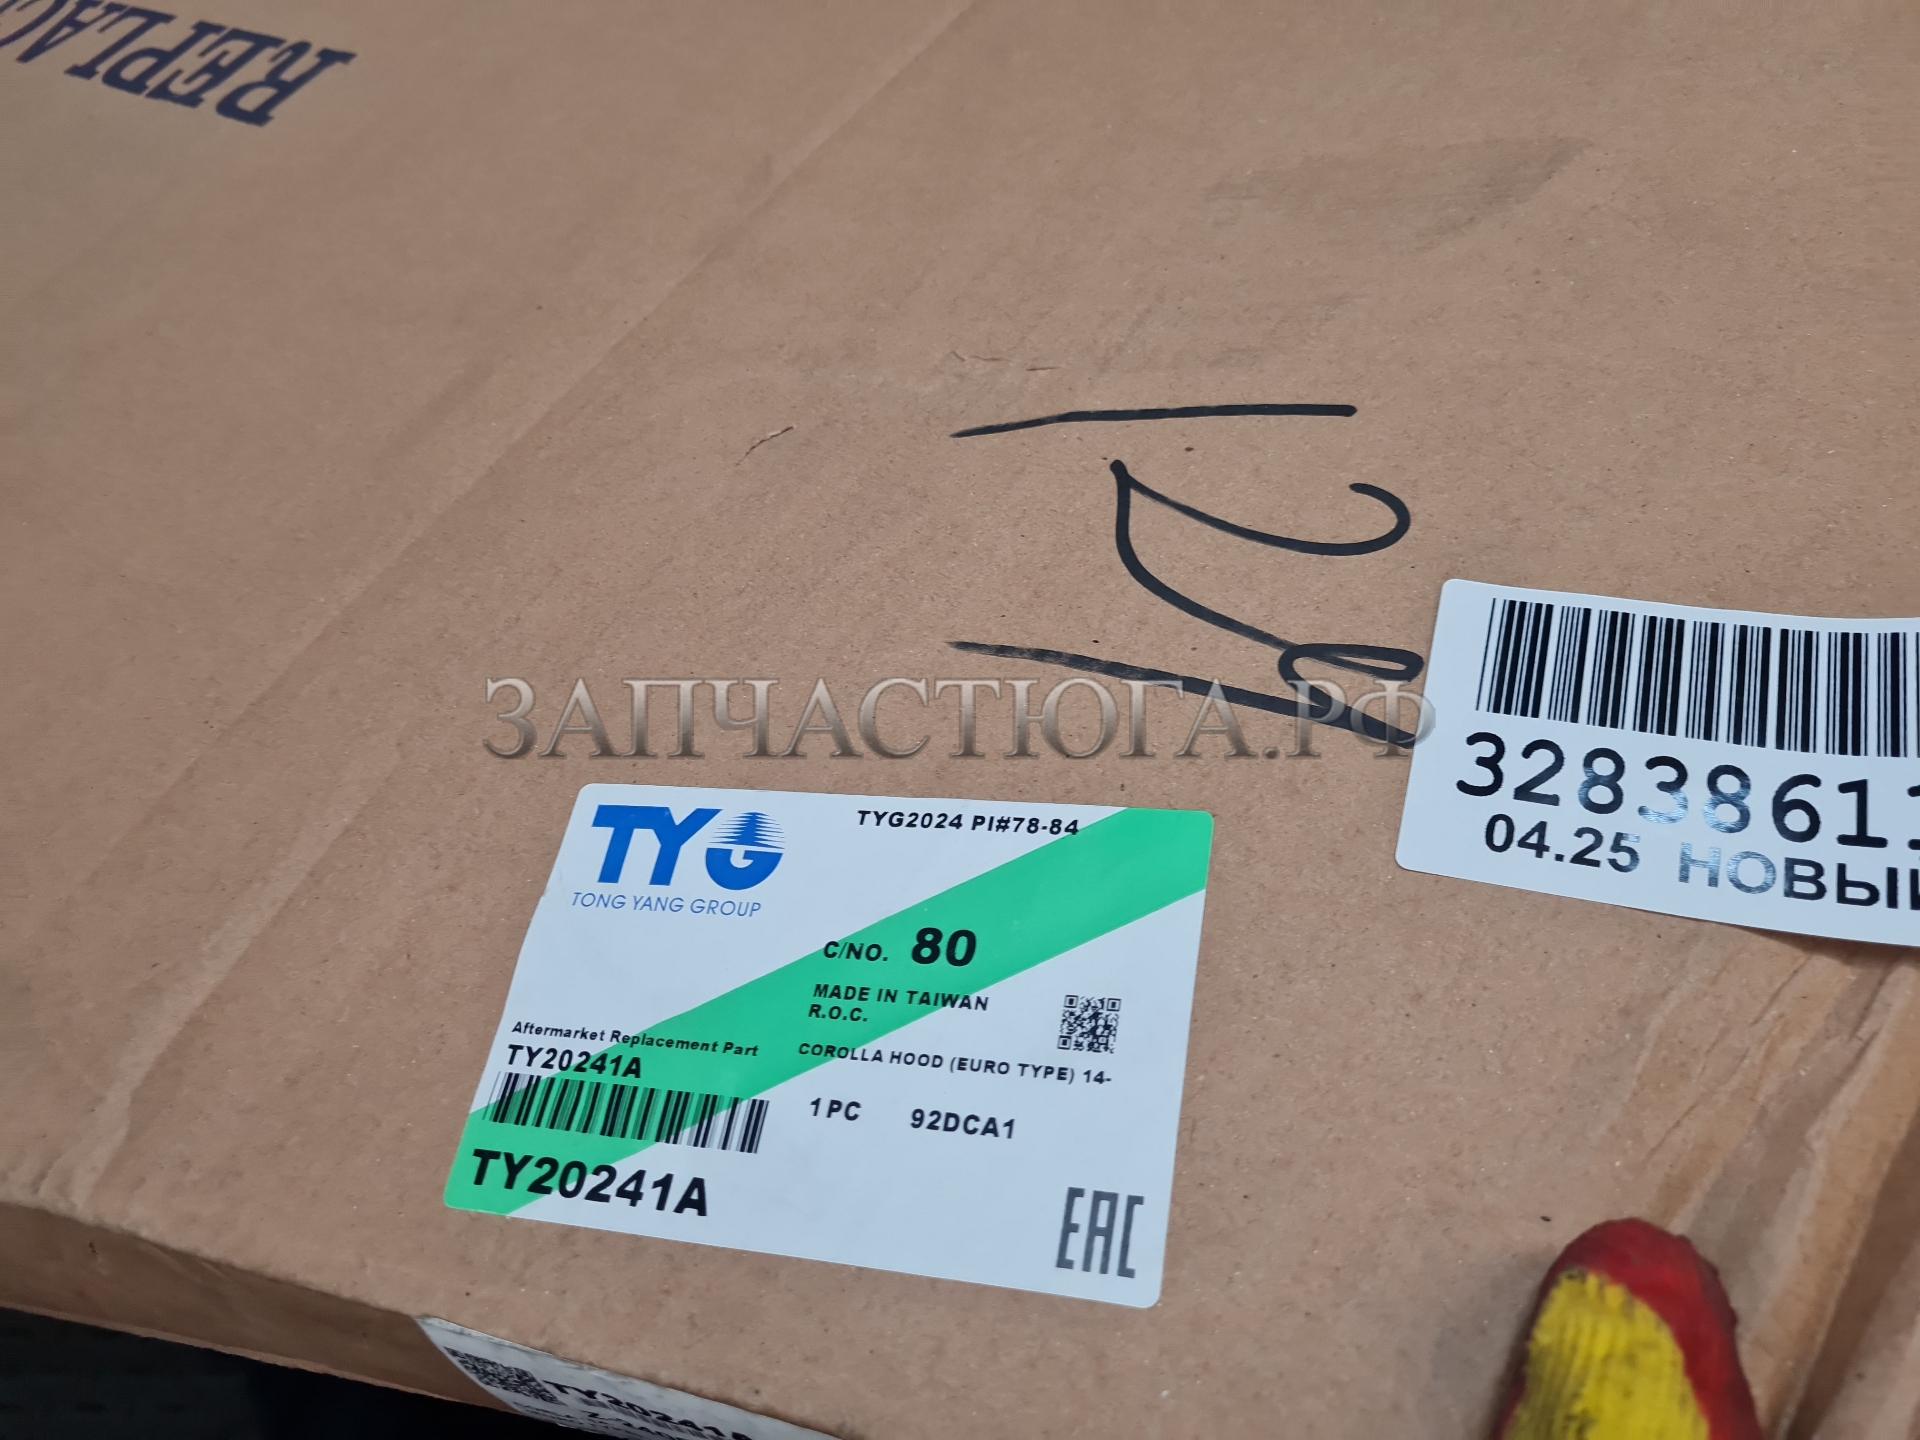 REPLAC
ЗАПЧАСТЮГА.РФ
3283861
04.25 НОВЫЙ
TYG
TONG YANG GROUP
TYG2024 PI#78-84
C/NO. 80
MADE IN TAIWAN
R.O.C.
Aftermarket Replacement Part
TY20241A
COROLLA HOOD (EURO TYPE) 14-
1PC 92DCA1
TY20241A
EAC